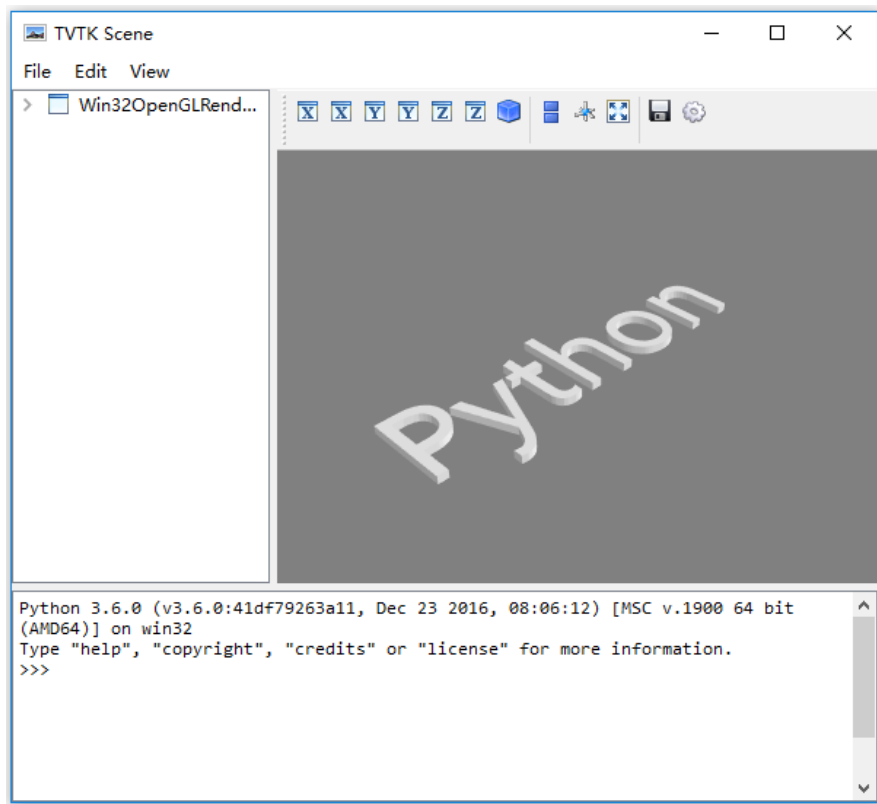 TVTK Scene
File Edit View
Win32OpenGLRend...
X X Y Y Z Z
Python
Python 3.6.0 (v3.6.0:41df79263a11, Dec 23 2016, 08:06:12) [MSC v.1900 64 bit
(AMD64)] on win32
Type "help", "copyright", "credits" or "license" for more information.
>>>